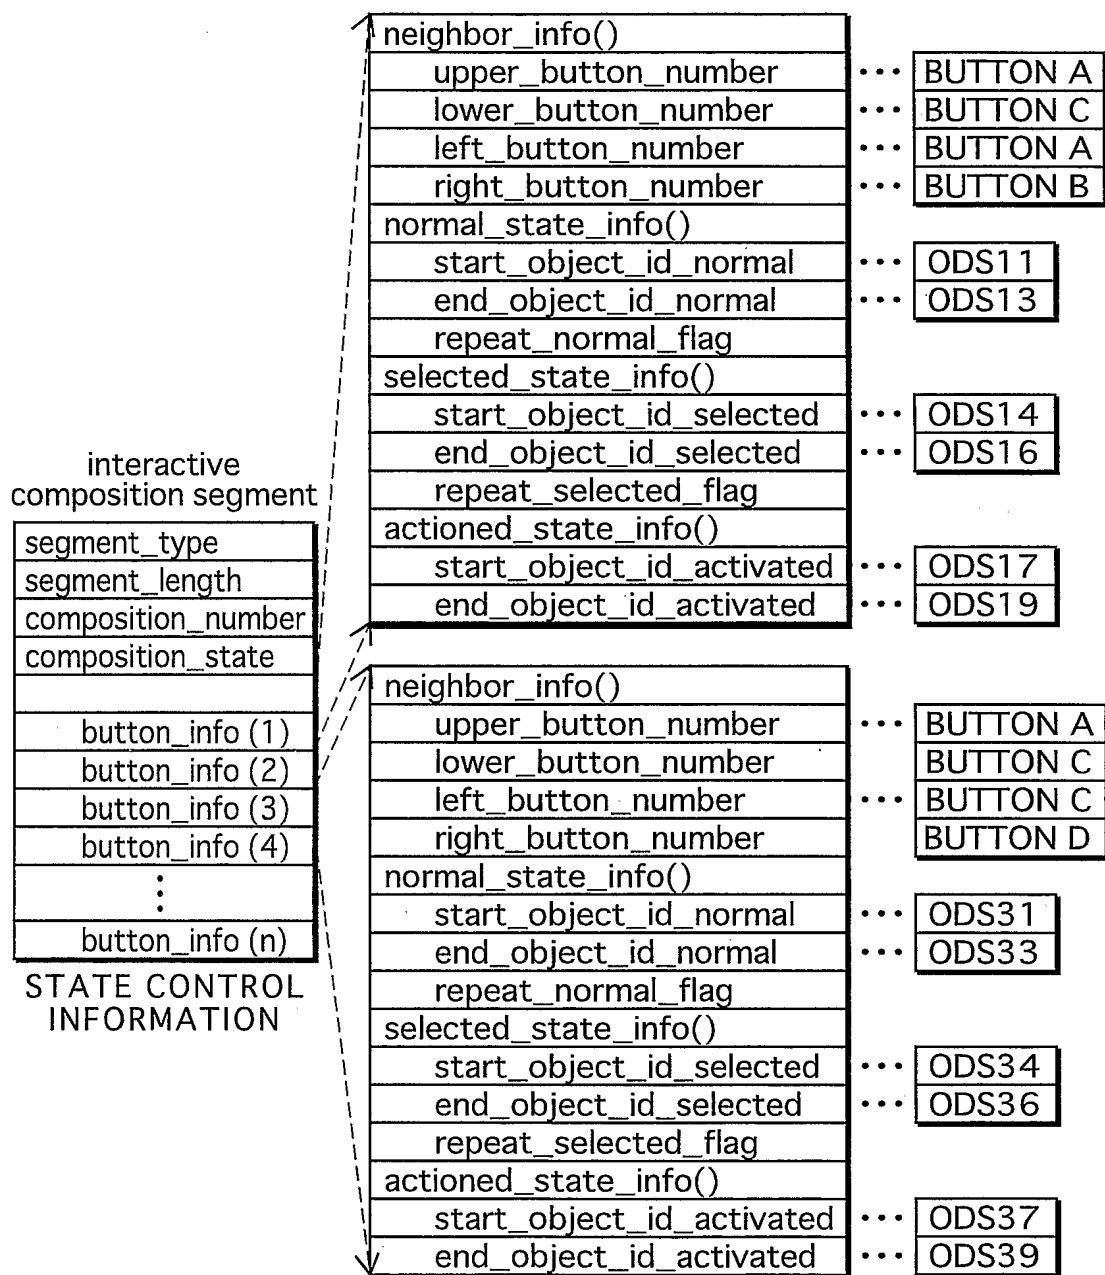 interactive
composition segment
segment_type
segment_length
composition_number
composition_state
button_info (1)
button_info (2)
button_info (3)
button_info (4)
⋮
button_info (n)
STATE CONTROL
INFORMATION
neighbor_info()
upper_button_number ••• BUTTON A
lower_button_number ••• BUTTON C
left_button_number ••• BUTTON A
right_button_number ••• BUTTON B
normal_state_info()
start_object_id_normal ••• ODS11
end_object_id_normal ••• ODS13
repeat_normal_flag
selected_state_info()
start_object_id_selected ••• ODS14
end_object_id_selected ••• ODS16
repeat_selected_flag
actioned_state_info()
start_object_id_activated ••• ODS17
end_object_id_activated ••• ODS19
neighbor_info()
upper_button_number ••• BUTTON A
lower_button_number BUTTON C
left_button_number ••• BUTTON C
right_button_number BUTTON D
normal_state_info()
start_object_id_normal ••• ODS31
end_object_id_normal ••• ODS33
repeat_normal_flag
selected_state_info()
start_object_id_selected ••• ODS34
end_object_id_selected ••• ODS36
repeat_selected_flag
actioned_state_info()
start_object_id_activated ••• ODS37
end_object_id_activated ••• ODS39